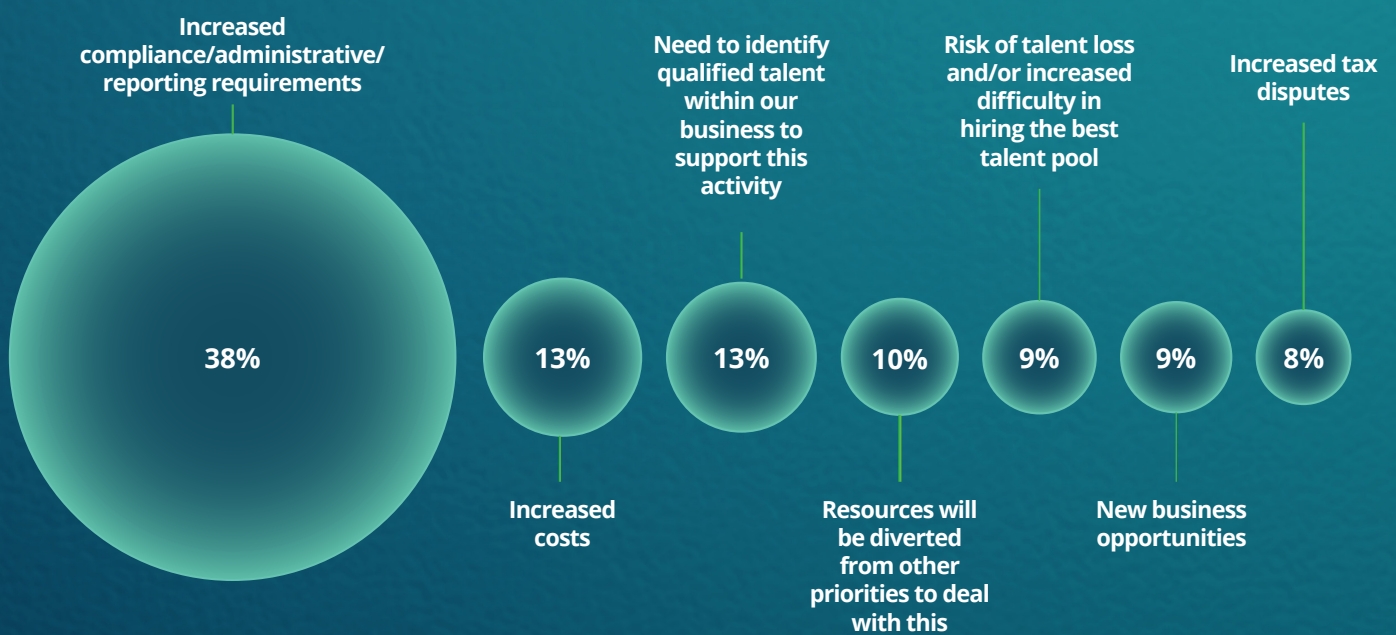 Increased
compliance/administrative/
reporting requirements
38%
13%
Increased
costs
Need to identify
qualified talent
within our
business to
support this
activity
13%
10%
Resources will
be diverted
from other
priorities to deal
with this
Risk of talent loss
and/or increased
difficulty in
hiring the best
talent pool
9%
9%
New business
opportunities
Increased tax
disputes
8%